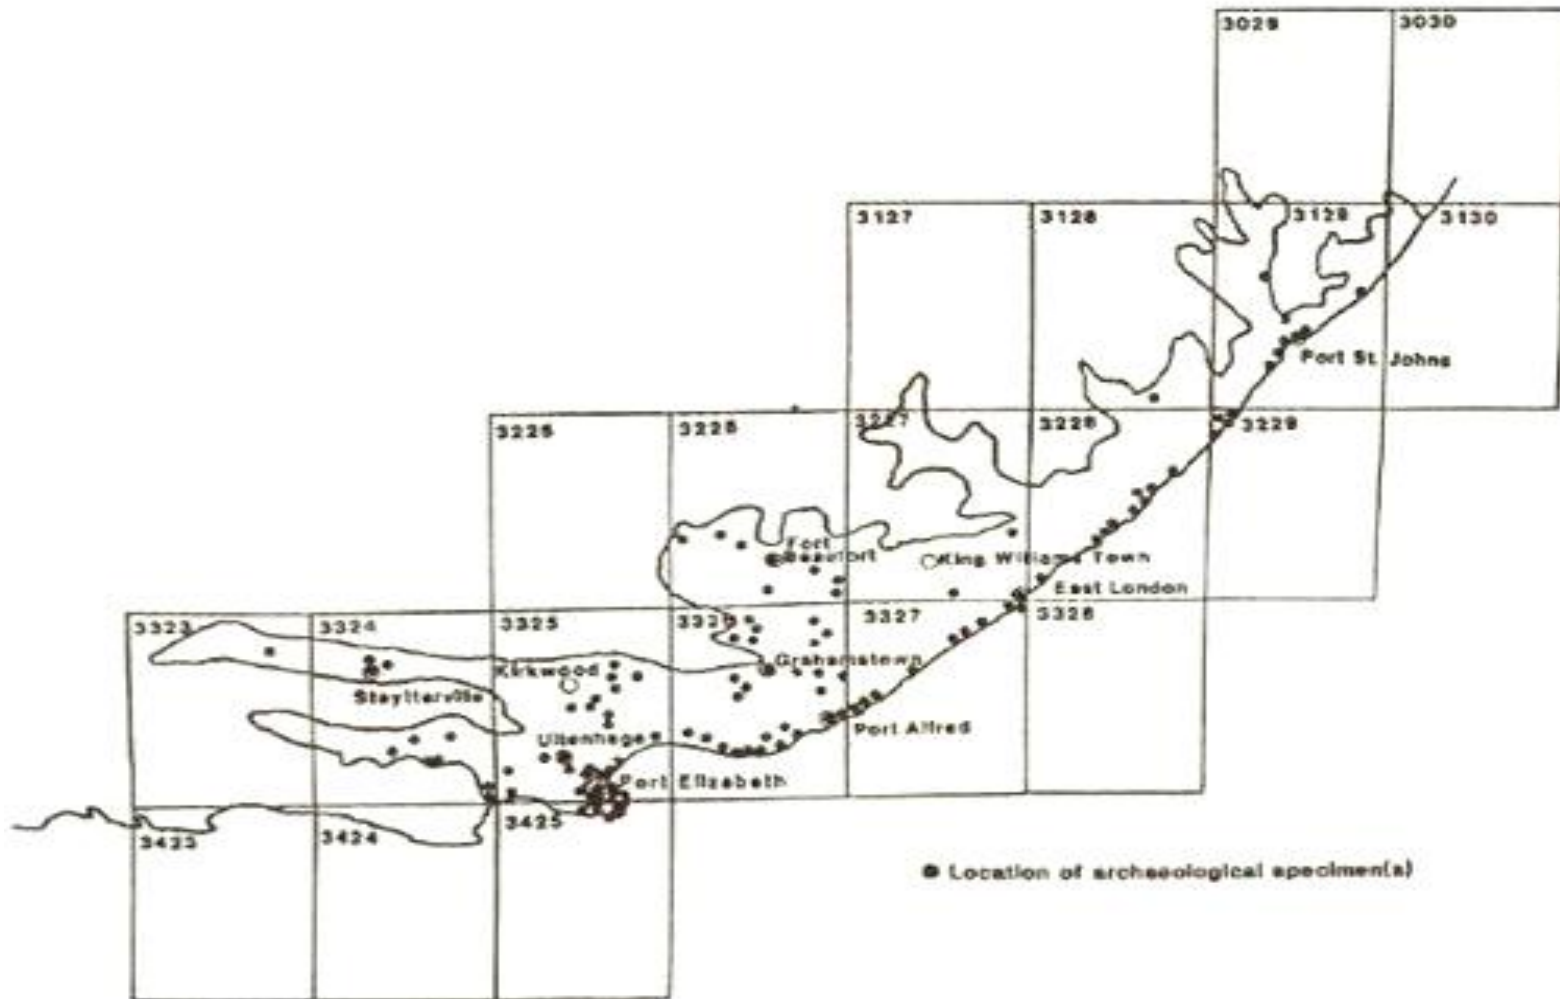 3029
3030
3127
3128
3129
3130
Port St. Johns
3225
3226
3227
3228
3229
Fort
Beaufort
King Williams Town
East London
3323
3324
3325
3326
3327
3328
Kirkwood
Grahamstown
Steytlerville
Uitenhage
Port Alfred
Port Elizabeth
3423
3424
3425
Location of archaeological specimen(s)